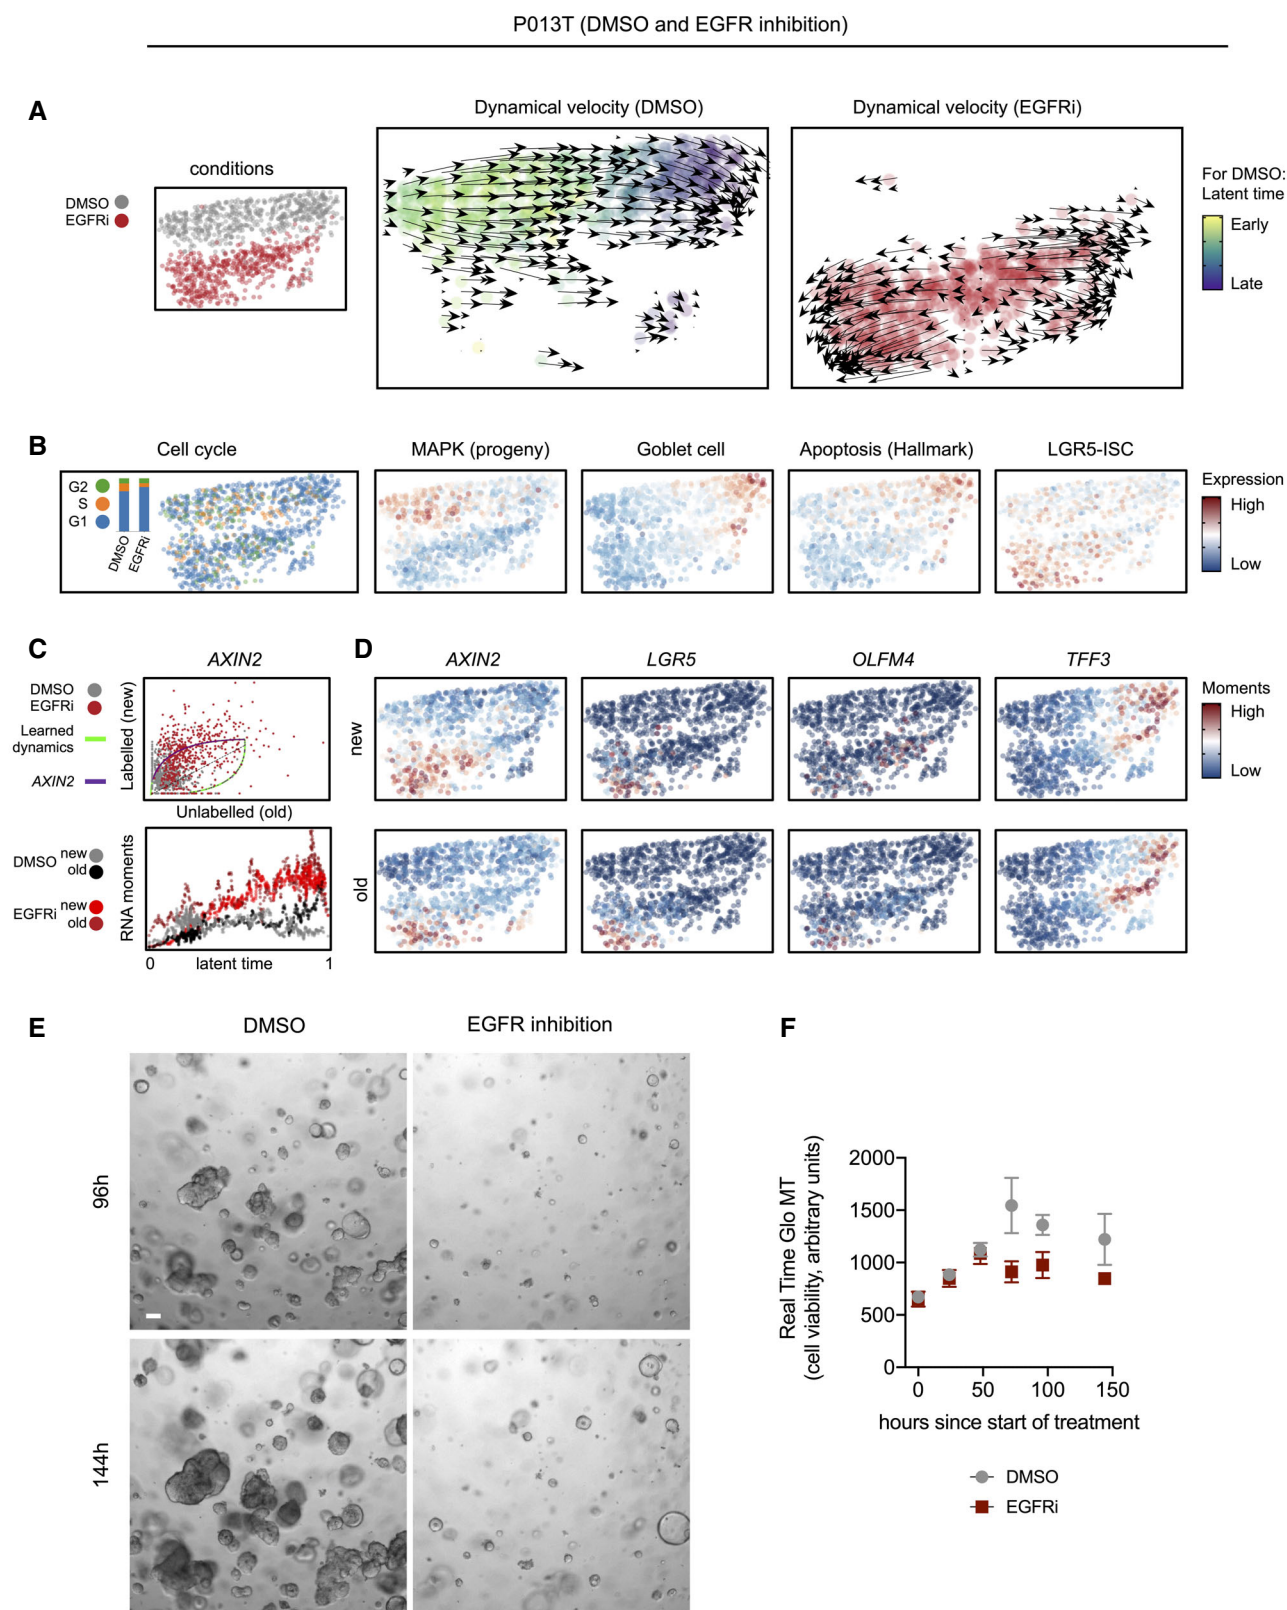 P013T (DMSO and EGFR inhibition)
A
conditions
DMSO
EGFRi
Dynamical velocity (DMSO)
Dynamical velocity (EGFRi)
For DMSO:
Latent time
Early
Late
B
Cell cycle
G2
S
G1
DMSO
EGFRi
MAPK (progeny)
Goblet cell
Apoptosis (Hallmark)
LGR5-ISC
Expression
High
Low
C
AXIN2
DMSO
EGFRi
Learned
dynamics
AXIN2
Labelled (new)
Unlabelled (old)
DMSO new
old
EGFRi new
old
RNA moments
0 latent time 1
D
AXIN2
LGR5
OLFM4
TFF3
new
old
Moments
High
Low
E
DMSO
EGFR inhibition
96h
144h
F
Real Time Glo MT
(cell viability, arbitrary units)
2000
1500
1000
500
0
0 50 100 150
hours since start of treatment
DMSO
EGFRi